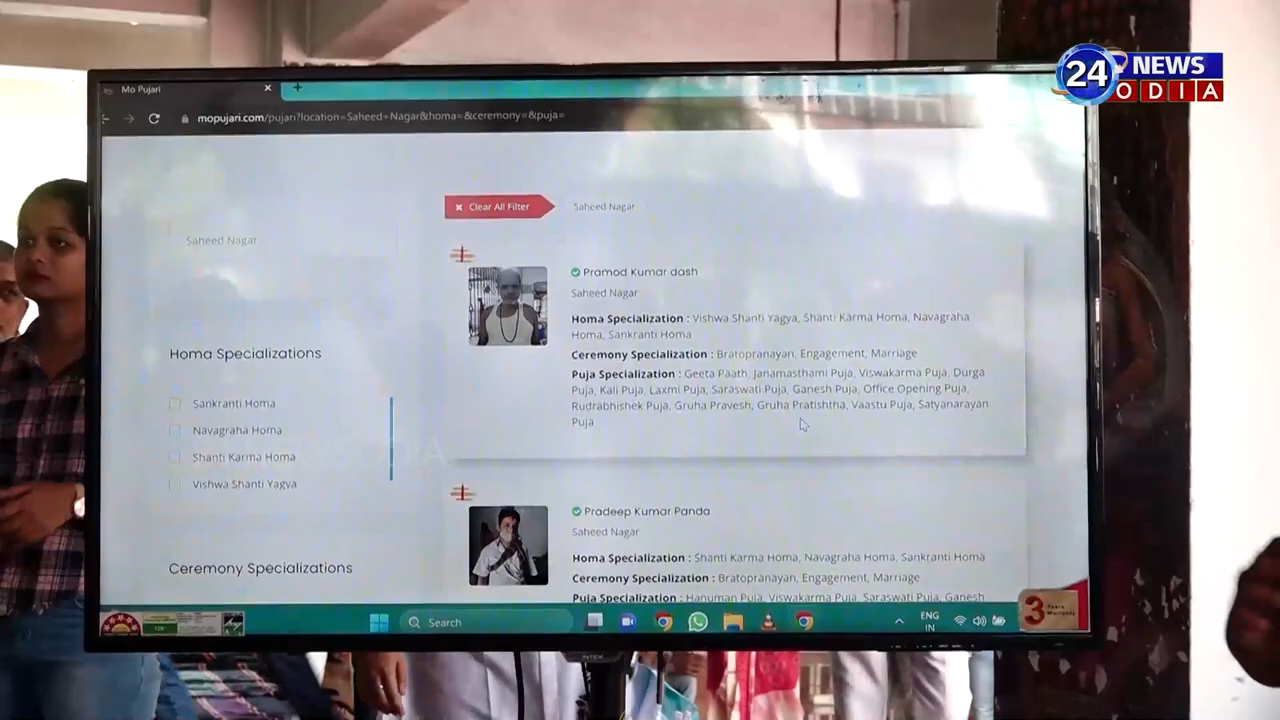 24 NEWS
ODIA
Mo Pujari
mopujari.com/pujari?location=Saheed+Nagar&homa=&ceremony=&puja=
Clear All Filter
Saheed Nagar
Saheed Nagar
Homa Specializations
Sankranti Homa
Navagraha Homa
Shanti Karma Homa
Vishwa Shanti Yagya
Ceremony Specializations
Pramod Kumar dash
Saheed Nagar
Homa Specialization : Vishwa Shanti Yagya, Shanti Karma Homa, Navagraha
Homa, Sankranti Homa
Ceremony Specialization : Bratopranayan, Engagement, Marriage
Puja Specialization : Geeta Paath, Janamasthami Puja, Viswakarma Puja, Durga
Puja, Kali Puja, Laxmi Puja, Saraswati Puja, Ganesh Puja, Office Opening Puja,
Rudrabhishek Puja, Gruha Pravesh, Gruha Pratishtha, Vaastu Puja, Satyanarayan
Puja
Pradeep Kumar Panda
Saheed Nagar
Homa Specialization : Shanti Karma Homa, Navagraha Homa, Sankranti Homa
Ceremony Specialization : Bratopranayan, Engagement, Marriage
Puja Specialization : Hanuman Puja, Viswakarma Puja, Saraswati Puja, Ganesh
Search
ENG
IN
3 Years
Warranty
INTEX